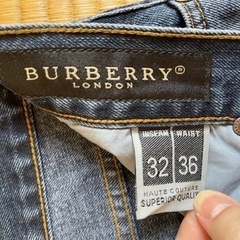 BURBERRY®
LONDON
INSEAM WAIST
32 36
HAUTE COUTURE
SUPERIOR QUALITY